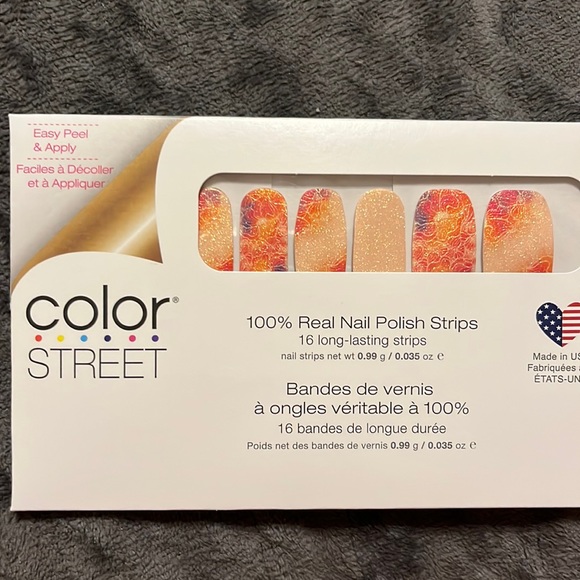 Easy Peel
& Apply
Faciles à Décoller
et à Appliquer
color®
STREET
100% Real Nail Polish Strips
16 long-lasting strips
nail strips net wt 0.99 g / 0.035 oz ℮
Bandes de vernis
à ongles véritable à 100%
16 bandes de longue durée
Poids net des bandes de vernis 0.99 g / 0.035 oz ℮
Made in US
Fabriquées
ÉTATS-UN